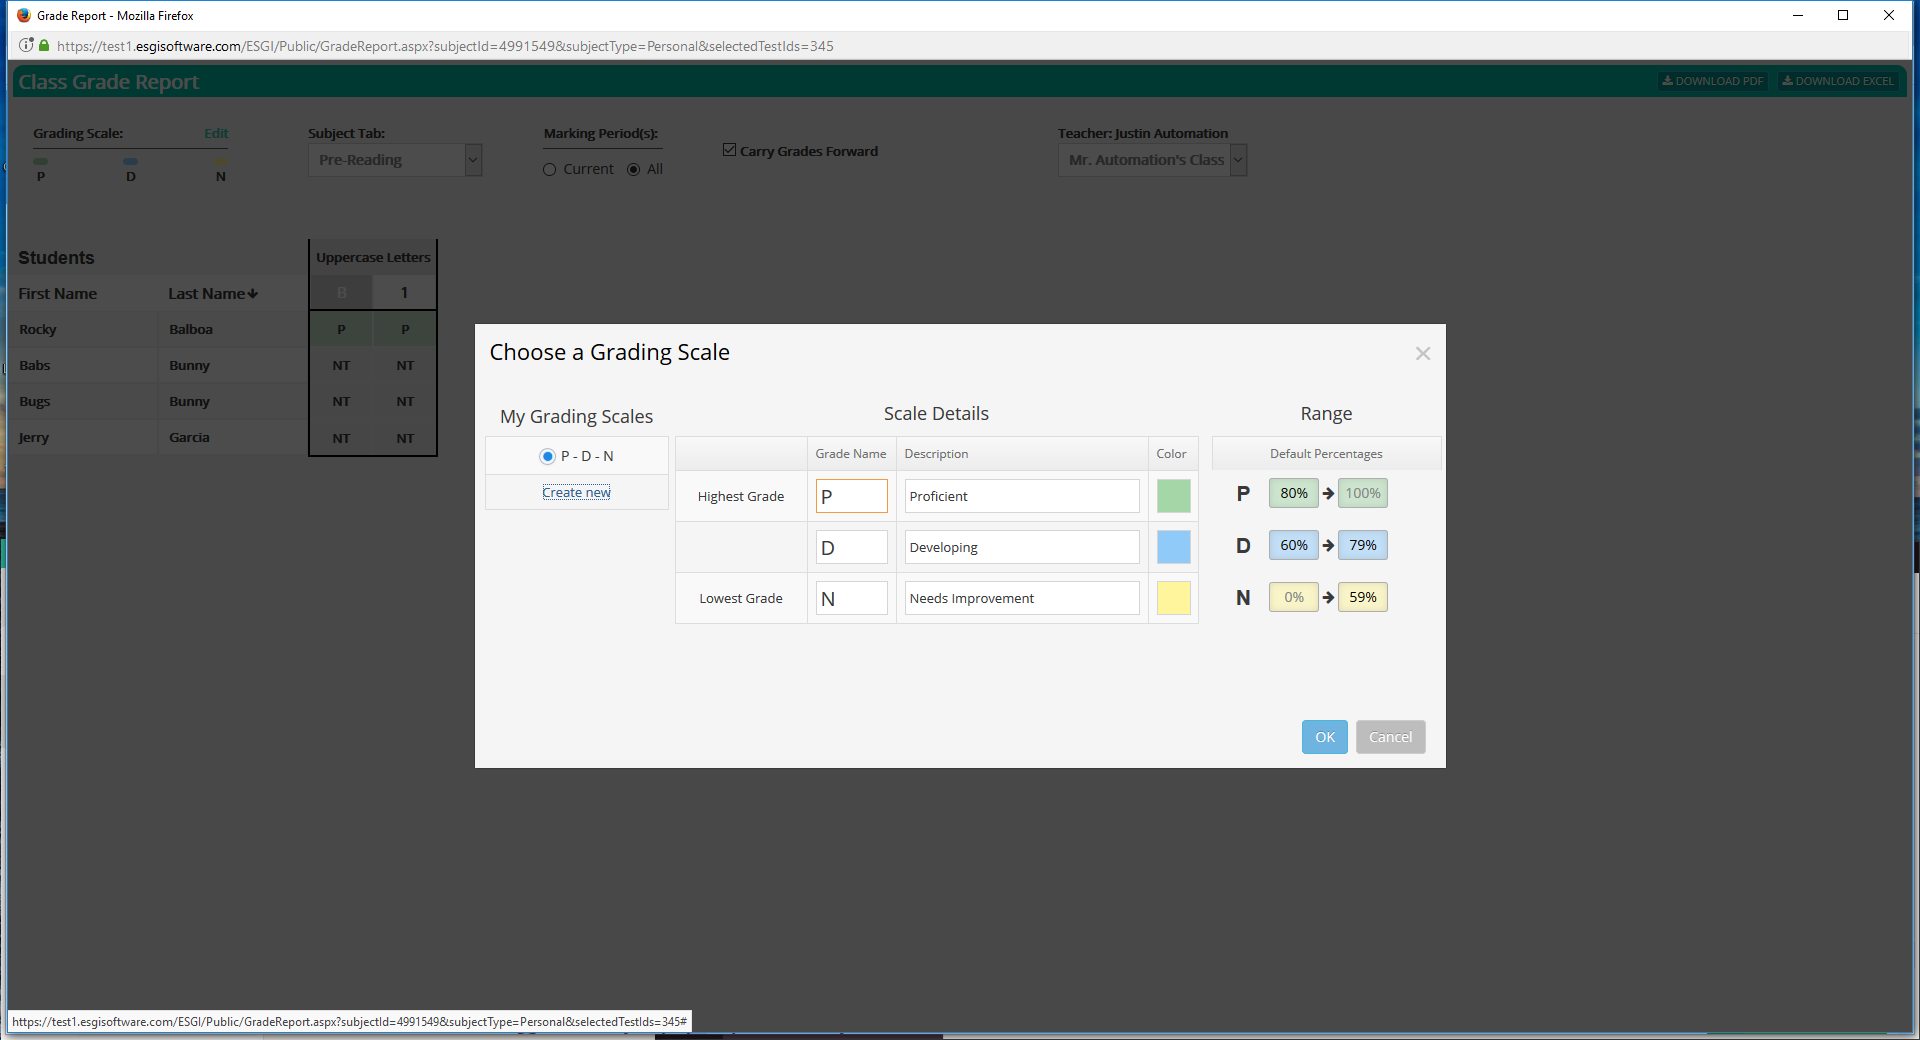 Grade Report - Mozilla Firefox
https://test1.esgisoftware.com/ESGI/Public/GradeReport.aspx?subjectId=4991549&subjectType=Personal&selectedTestIds=345
Class Grade Report
DOWNLOAD PDF DOWNLOAD EXCEL
Grading Scale: Edit
P D N
Subject Tab:
Pre-Reading
Marking Period(s):
Current All
Carry Grades Forward
Teacher: Justin Automation
Mr. Automation's Class
Students Uppercase Letters
First Name Last Name B 1
Rocky Balboa P P
Babs Bunny NT NT
Bugs Bunny NT NT
Jerry Garcia NT NT
Choose a Grading Scale
My Grading Scales
P - D - N
Create new
Scale Details
Grade Name Description Color
Highest Grade P Proficient
D Developing
Lowest Grade N Needs Improvement
Range
Default Percentages
P 80% 100%
D 60% 79%
N 0% 59%
OK Cancel
https://test1.esgisoftware.com/ESGI/Public/GradeReport.aspx?subjectId=4991549&subjectType=Personal&selectedTestIds=345#